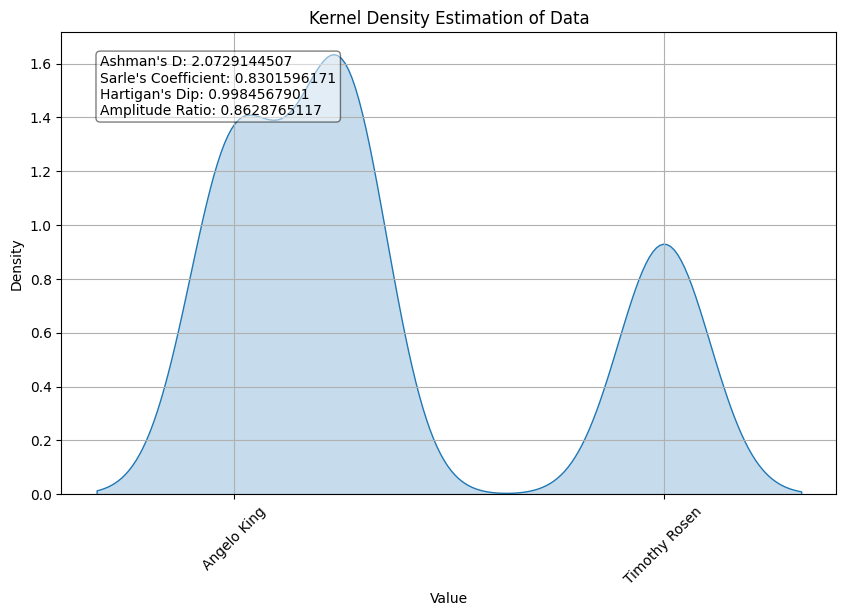 Kernel Density Estimation of Data
Ashman's D: 2.0729144507
Sarle's Coefficient: 0.8301596171
Hartigan's Dip: 0.9984567901
Amplitude Ratio: 0.8628765117
1.6
1.4
1.2
1.0
0.8
0.6
0.4
0.2
0.0
Density
Angelo King
Timothy Rosen
Value